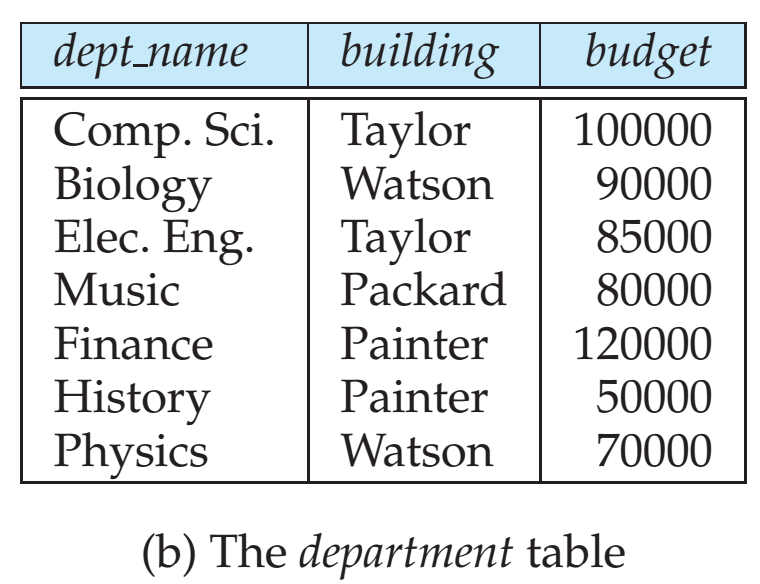 dept_name building budget
Comp. Sci. Taylor 100000
Biology Watson 90000
Elec. Eng. Taylor 85000
Music Packard 80000
Finance Painter 120000
History Painter 50000
Physics Watson 70000
(b) The department table